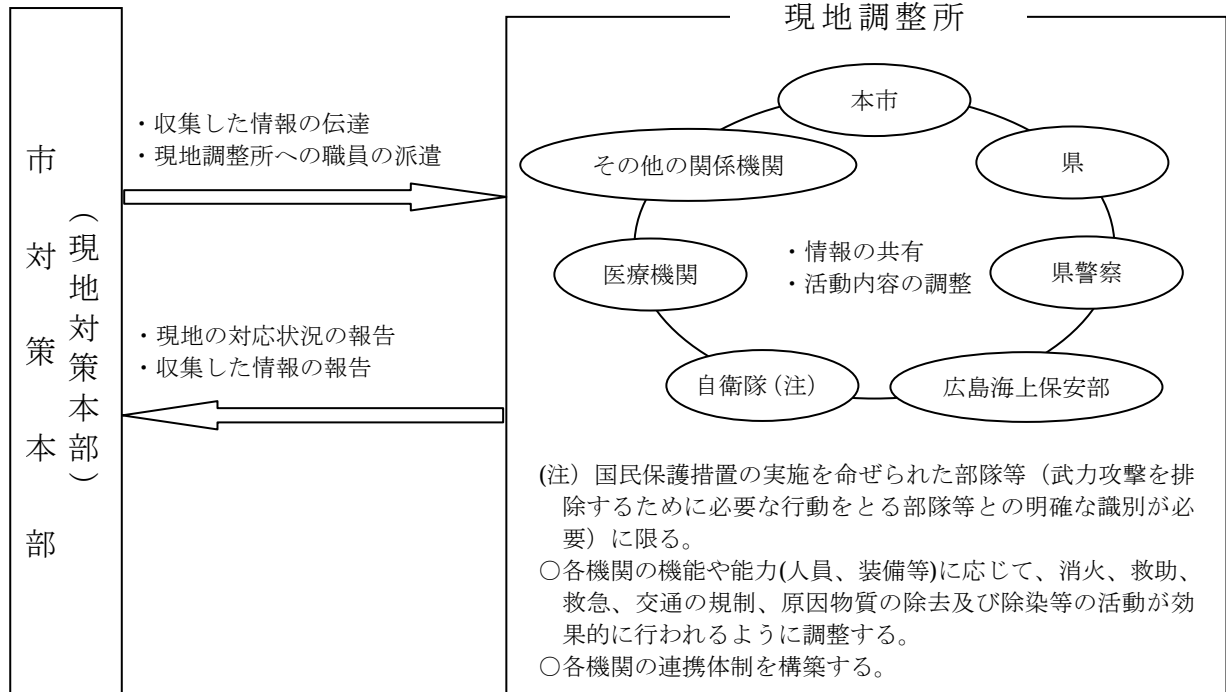 市対策本部
（現地対策本部）
・収集した情報の伝達
・現地調整所への職員の派遣
・現地の対応状況の報告
・収集した情報の報告
現地調整所
本市
その他の関係機関
県
医療機関
・情報の共有
・活動内容の調整
県警察
自衛隊（注）
広島海上保安部
(注）国民保護措置の実施を命ぜられた部隊等（武力攻撃を排
除するために必要な行動をとる部隊等との明確な識別が必
要）に限る。
○各機関の機能や能力(人員、装備等)に応じて、消火、救助、
救急、交通の規制、原因物質の除去及び除染等の活動が効
果的に行われるように調整する。
○各機関の連携体制を構築する。